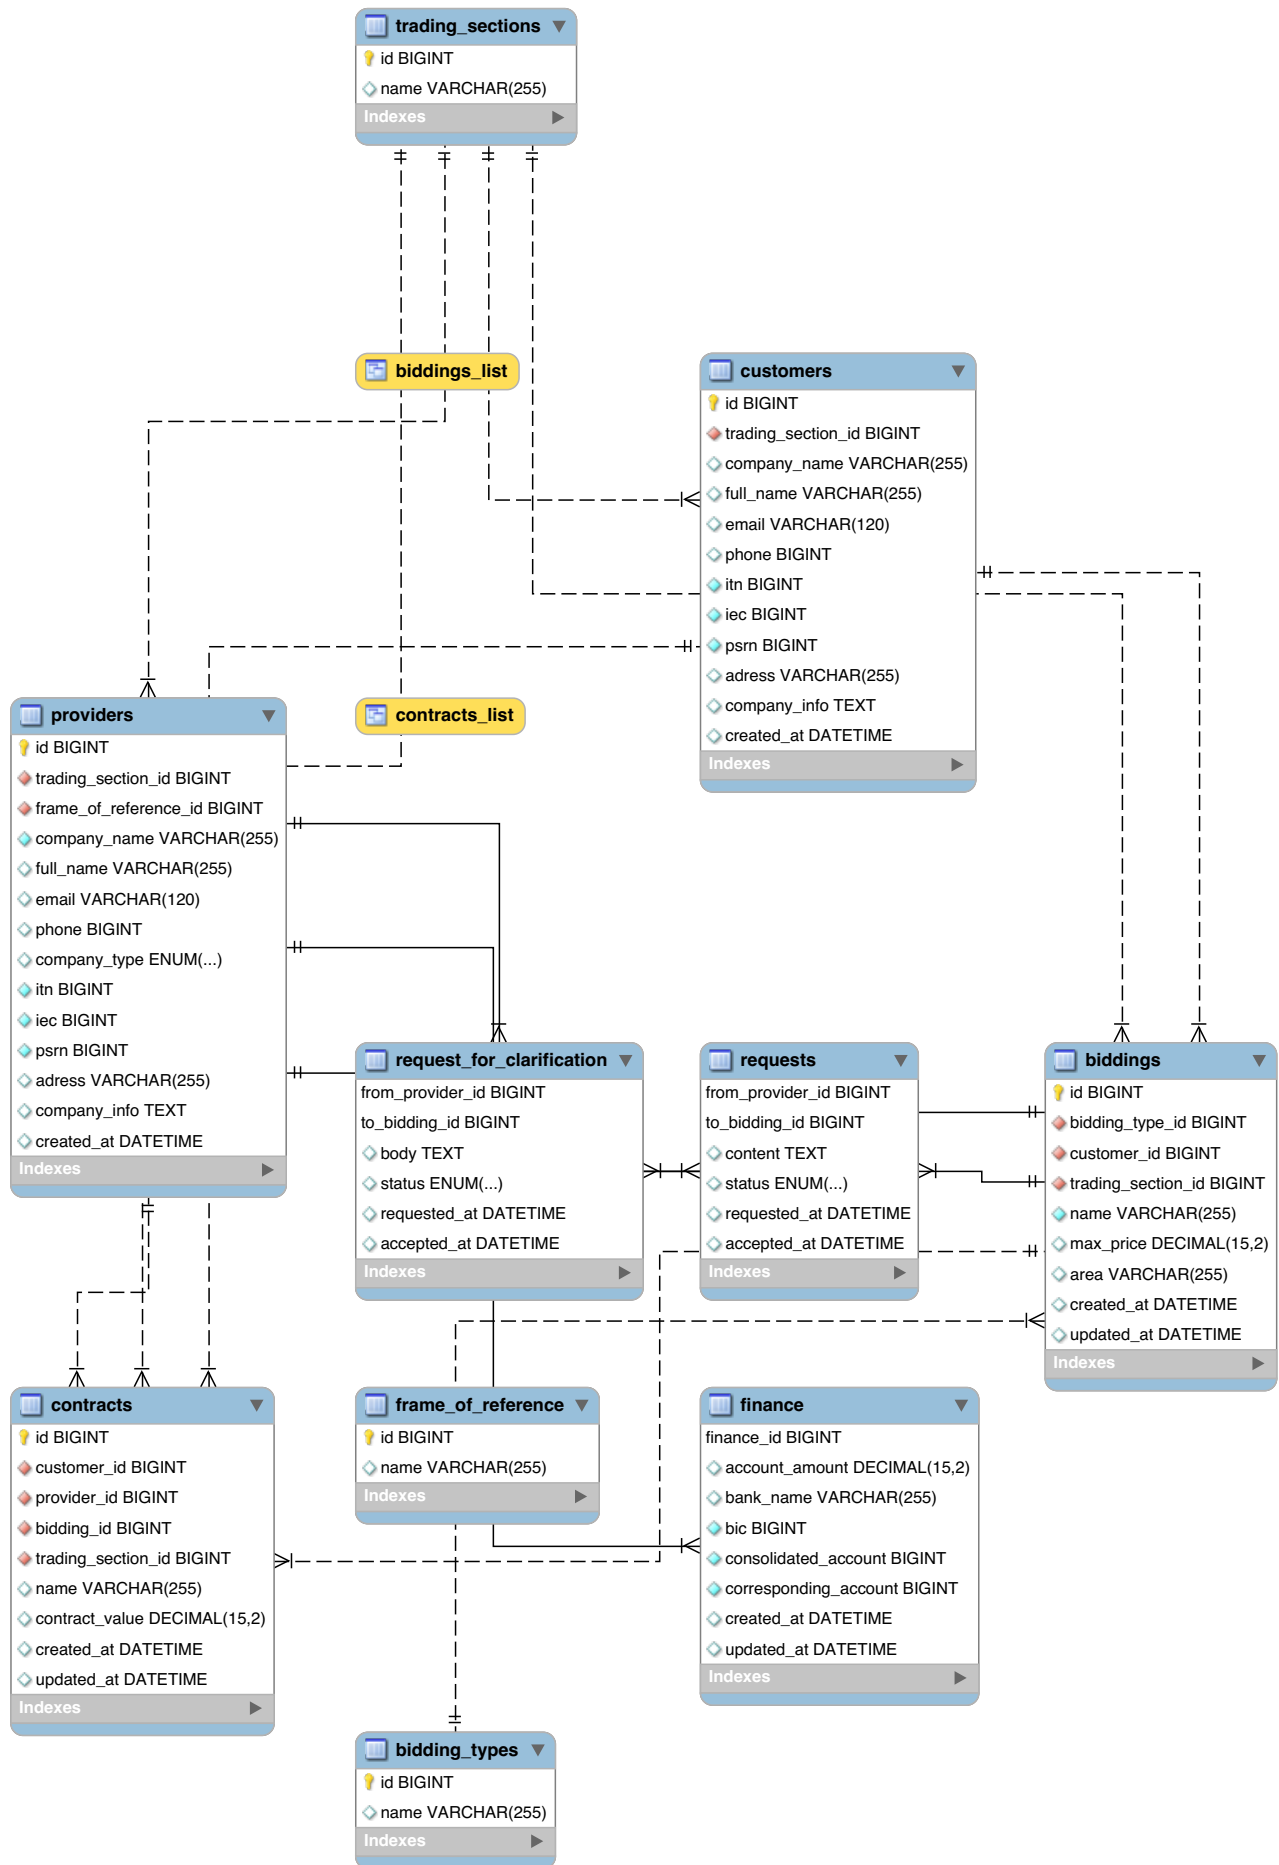 trading_sections
id BIGINT
name VARCHAR(255)
Indexes
biddings_list
customers
id BIGINT
trading_section_id BIGINT
company_name VARCHAR(255)
full_name VARCHAR(255)
email VARCHAR(120)
phone BIGINT
itn BIGINT
iec BIGINT
psrn BIGINT
adress VARCHAR(255)
company_info TEXT
created_at DATETIME
Indexes
providers
id BIGINT
trading_section_id BIGINT
frame_of_reference_id BIGINT
company_name VARCHAR(255)
full_name VARCHAR(255)
email VARCHAR(120)
phone BIGINT
company_type ENUM(...)
itn BIGINT
iec BIGINT
psrn BIGINT
adress VARCHAR(255)
company_info TEXT
created_at DATETIME
Indexes
contracts_list
request_for_clarification
from_provider_id BIGINT
to_bidding_id BIGINT
body TEXT
status ENUM(...)
requested_at DATETIME
accepted_at DATETIME
Indexes
requests
from_provider_id BIGINT
to_bidding_id BIGINT
content TEXT
status ENUM(...)
requested_at DATETIME
accepted_at DATETIME
Indexes
biddings
id BIGINT
bidding_type_id BIGINT
customer_id BIGINT
trading_section_id BIGINT
name VARCHAR(255)
max_price DECIMAL(15,2)
area VARCHAR(255)
created_at DATETIME
updated_at DATETIME
Indexes
contracts
id BIGINT
customer_id BIGINT
provider_id BIGINT
bidding_id BIGINT
trading_section_id BIGINT
name VARCHAR(255)
contract_value DECIMAL(15,2)
created_at DATETIME
updated_at DATETIME
Indexes
frame_of_reference
id BIGINT
name VARCHAR(255)
Indexes
finance
finance_id BIGINT
account_amount DECIMAL(15,2)
bank_name VARCHAR(255)
bic BIGINT
consolidated_account BIGINT
corresponding_account BIGINT
created_at DATETIME
updated_at DATETIME
Indexes
bidding_types
id BIGINT
name VARCHAR(255)
Indexes